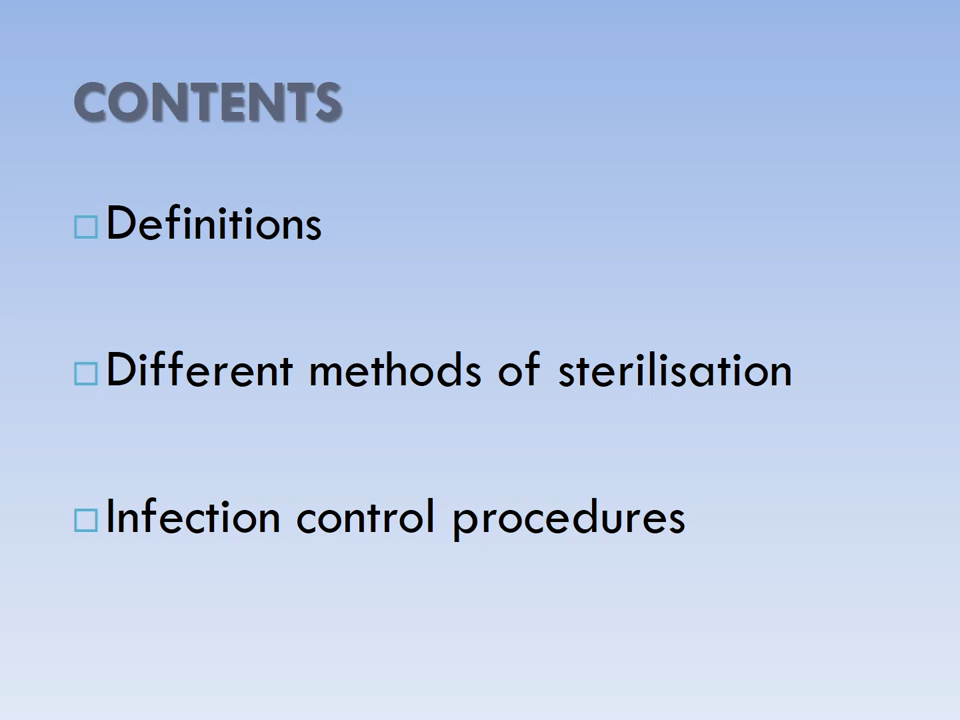 CONTENTS
Definitions
Different methods of sterilisation
Infection control procedures